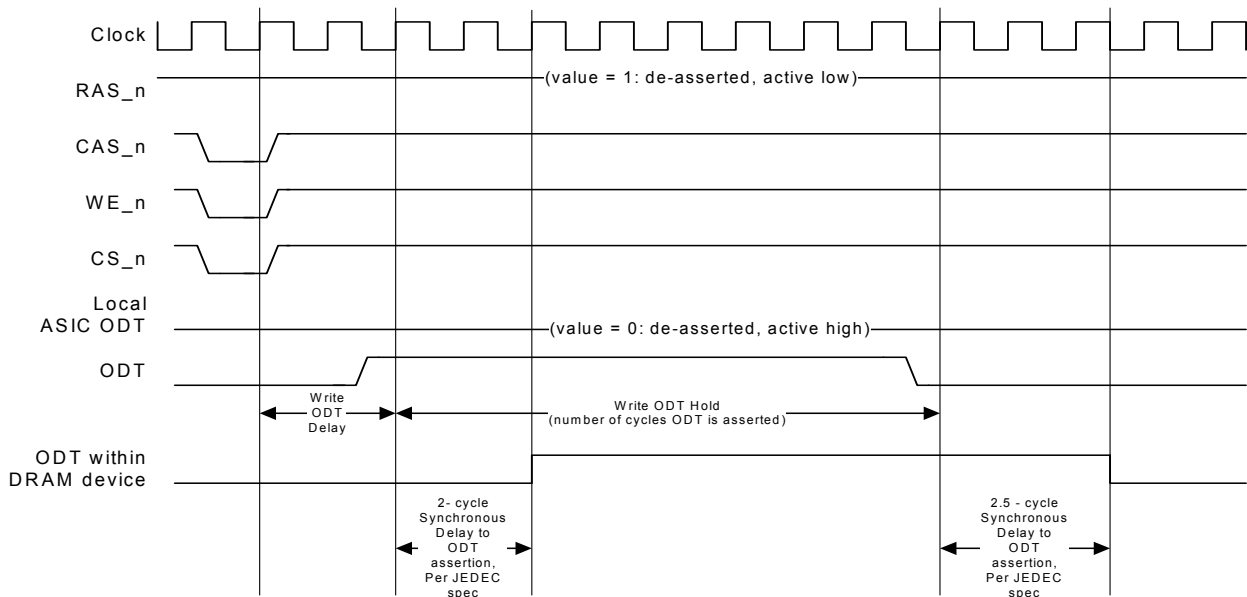 Clock
RAS_n
(value = 1: de-asserted, active low)
CAS_n
WE_n
CS_n
Local
ASIC ODT
(value = 0: de-asserted, active high)
ODT
Write
ODT
Delay
Write ODT Hold
(number of cycles ODT is asserted)
ODT within
DRAM device
2- cycle
Synchronous
Delay to
ODT
assertion,
Per JEDEC
spec
2.5 - cycle
Synchronous
Delay to
ODT
assertion,
Per JEDEC
spec